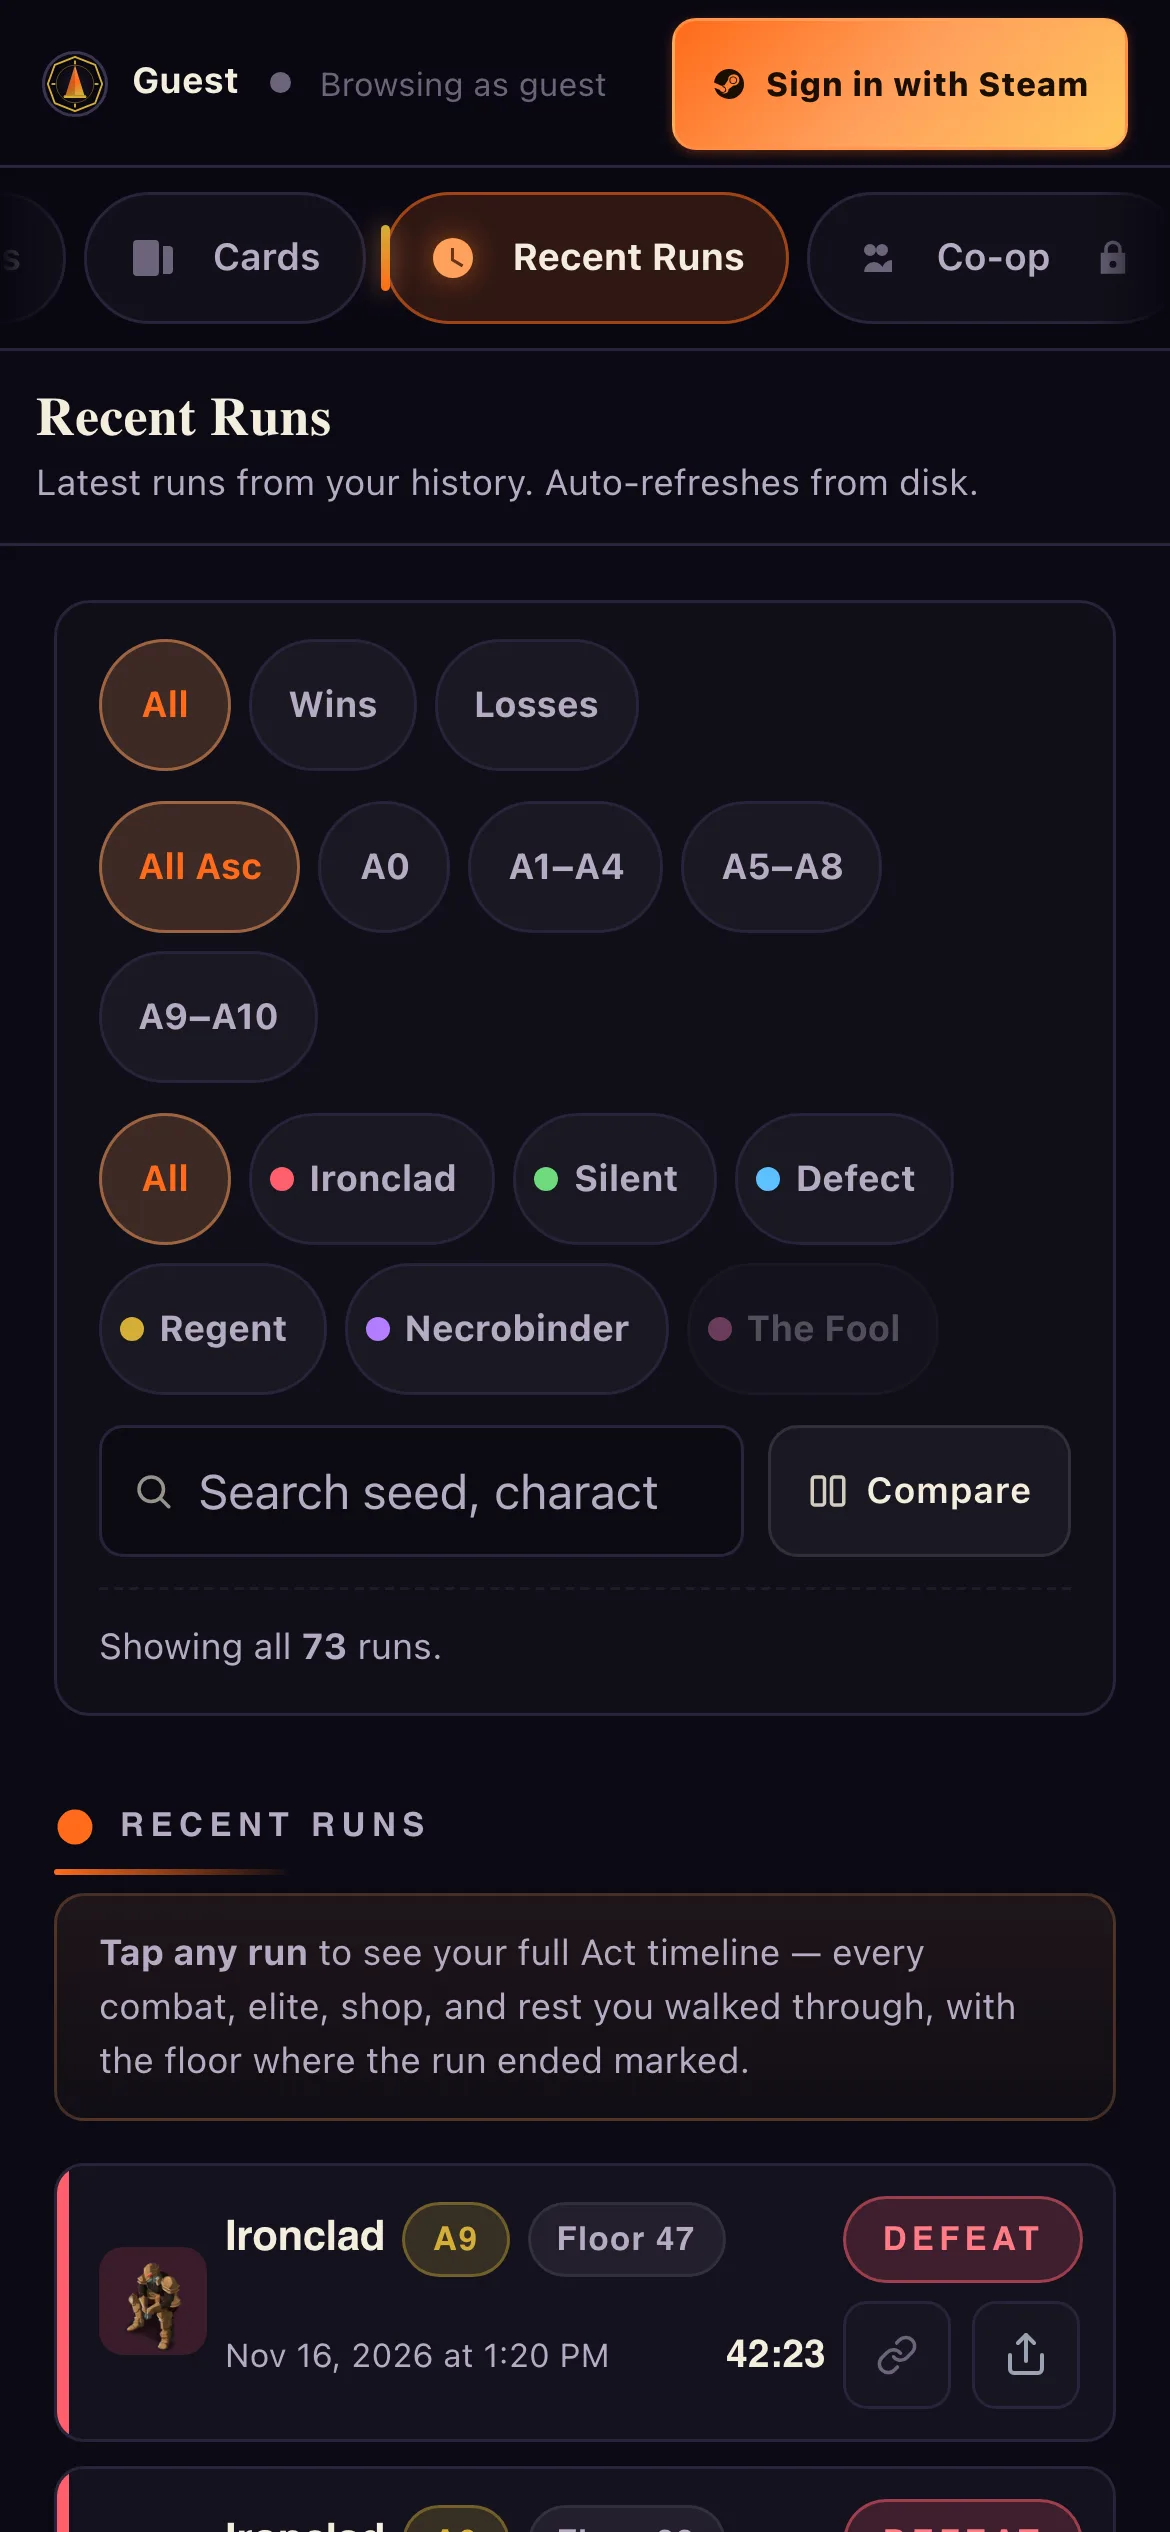 Guest
Browsing as guest
Sign in with Steam
s
Cards
Recent Runs
Co-op
Recent Runs
Latest runs from your history. Auto-refreshes from disk.
All
Wins
Losses
All Asc
A0
A1–A4
A5–A8
A9–A10
All
Ironclad
Silent
Defect
Regent
Necrobinder
The Fool
Search seed, charact
Compare
Showing all 73 runs.
RECENT RUNS
Tap any run to see your full Act timeline — every
combat, elite, shop, and rest you walked through, with
the floor where the run ended marked.
Ironclad
A9
Floor 47
DEFEAT
Nov 16, 2026 at 1:20 PM
42:23
Ironclad
DEFEAT